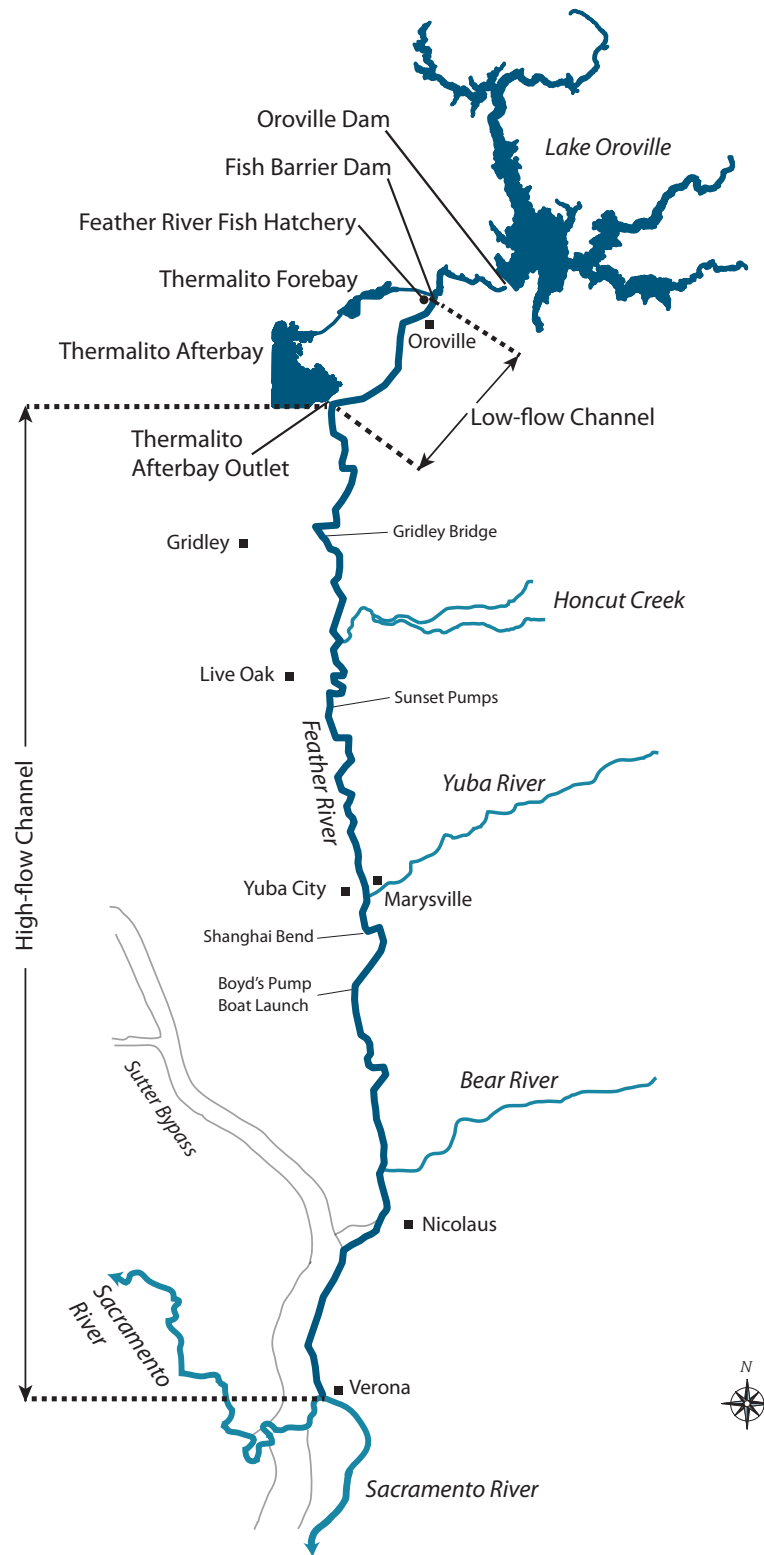 Oroville Dam
Lake Oroville
Fish Barrier Dam
Feather River Fish Hatchery
Thermalito Forebay
Oroville
Thermalito Afterbay
Low-flow Channel
Thermalito
Afterbay Outlet
Gridley Bridge
Gridley
Honcut Creek
Live Oak
Sunset Pumps
Feather River
Yuba River
High-flow Channel
Yuba City
Marysville
Shanghai Bend
Boyd's Pump
Boat Launch
Sutter Bypass
Bear River
Nicolaus
Sacramento
River
N
Verona
Sacramento River